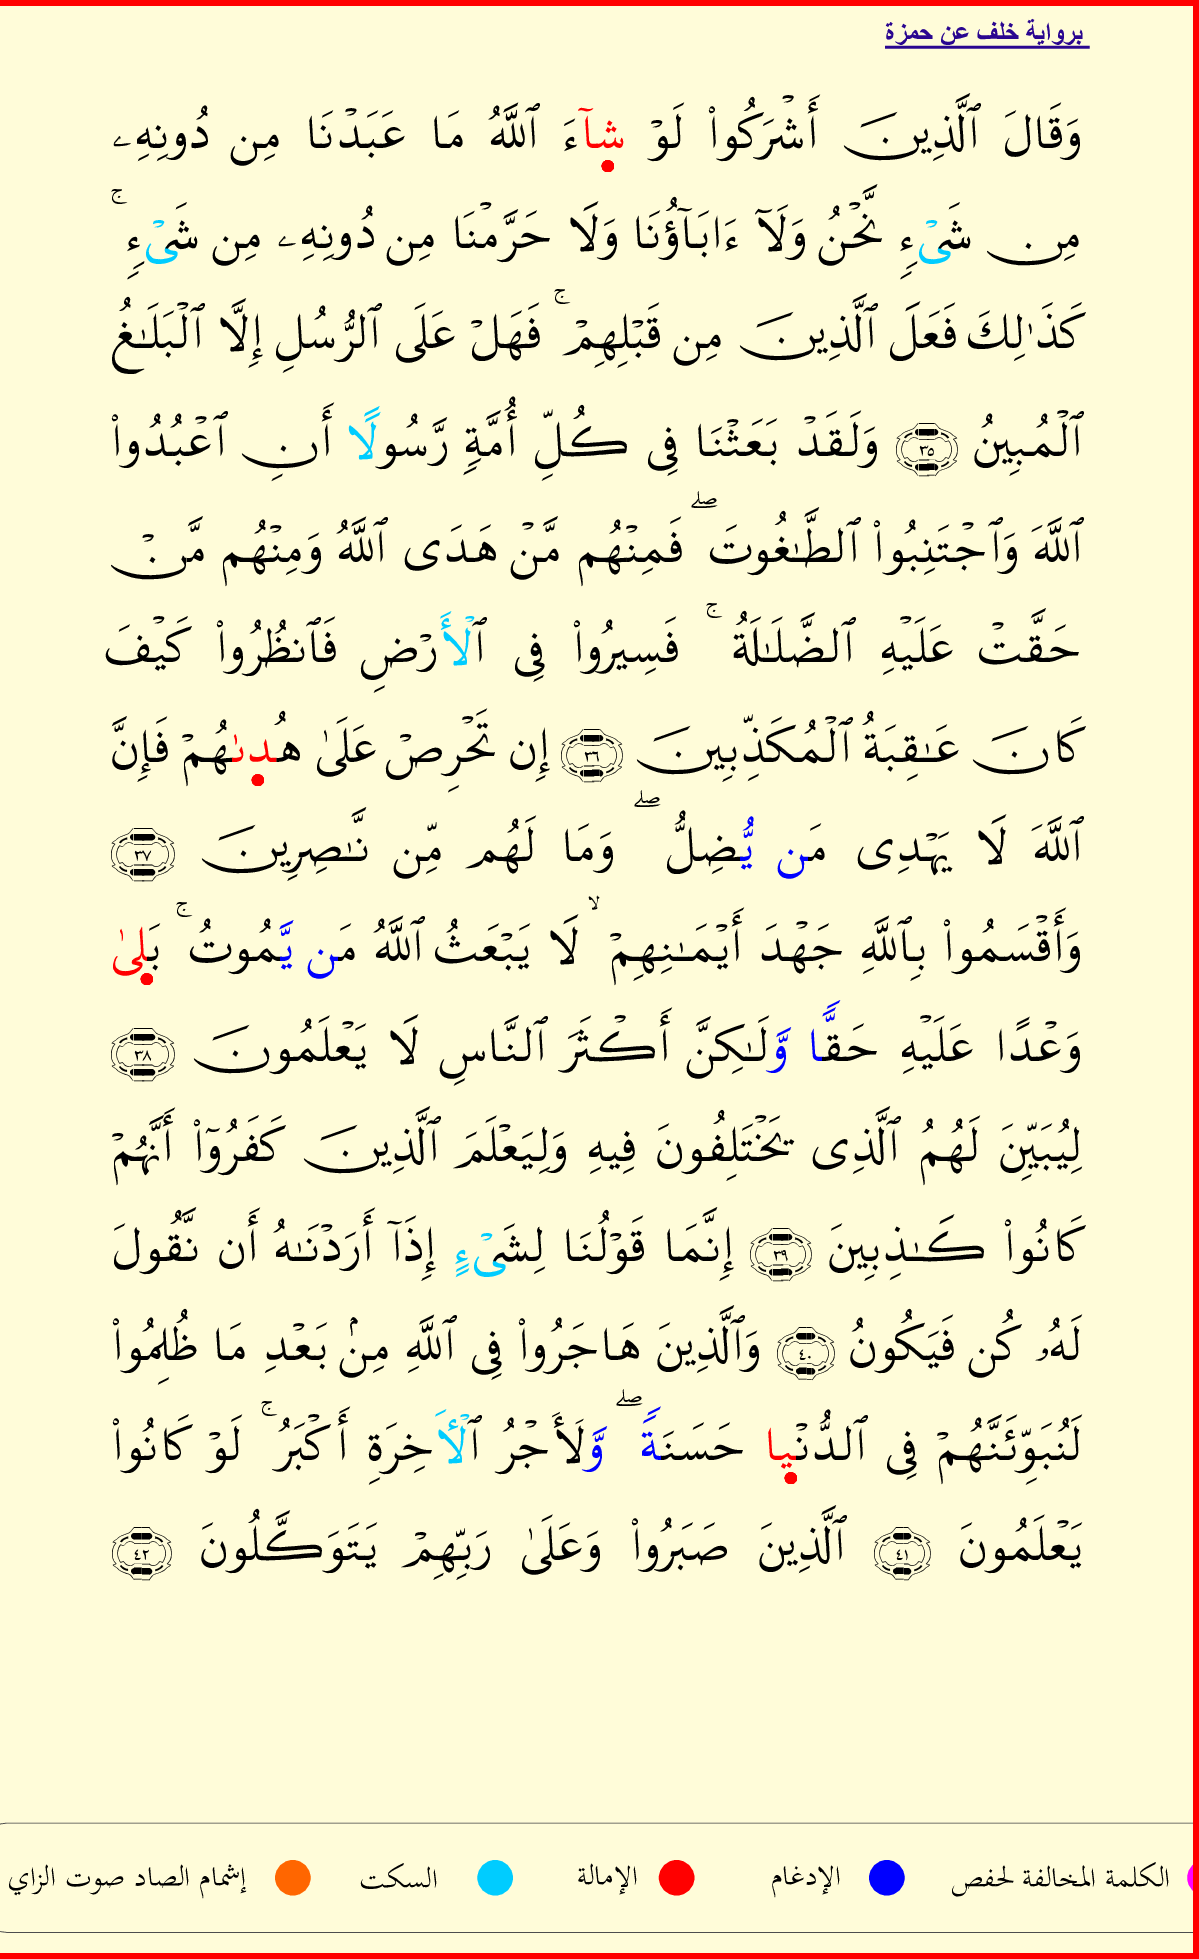 برواية خلف عن حمزة
وَقَالَ ٱلَّذِينَ أَشْرَكُوا۟ لَوْ شَآءَ ٱللَّهُ مَا عَبَدْنَا مِن دُونِهِۦ
مِن شَىْءٍ نَّحْنُ وَلَآ ءَابَآؤُنَا وَلَا حَرَّمْنَا مِن دُونِهِۦ مِن شَىْءٍ ۚ
كَذَٰلِكَ فَعَلَ ٱلَّذِينَ مِن قَبْلِهِمْ ۚ فَهَلْ عَلَى ٱلرُّسُلِ إِلَّا ٱلْبَلَـٰغُ
ٱلْمُبِينُ ٣٥ وَلَقَدْ بَعَثْنَا فِى كُلِّ أُمَّةٍ رَّسُولًا أَنِ ٱعْبُدُوا۟
ٱللَّهَ وَٱجْتَنِبُوا۟ ٱلطَّـٰغُوتَ ۖ فَمِنْهُم مَّنْ هَدَى ٱللَّهُ وَمِنْهُم مَّنْ
حَقَّتْ عَلَيْهِ ٱلضَّلَـٰلَةُ ۚ فَسِيرُوا۟ فِى ٱلْأَرْضِ فَٱنظُرُوا۟ كَيْفَ
كَانَ عَـٰقِبَةُ ٱلْمُكَذِّبِينَ ٣٦ إِن تَحْرِصْ عَلَىٰ هُدىٰهُمْ فَإِنَّ
ٱللَّهَ لَا يَهْدِى مَن يُّضِلُّ ۖ وَمَا لَهُم مِّن نَّـٰصِرِينَ ٣٧
وَأَقْسَمُوا۟ بِٱللَّهِ جَهْدَ أَيْمَـٰنِهِمْ ۙ لَا يَبْعَثُ ٱللَّهُ مَن يَّمُوتُ ۚ بَلىٰ
وَعْدًا عَلَيْهِ حَقًّا وَّلَـٰكِنَّ أَكْثَرَ ٱلنَّاسِ لَا يَعْلَمُونَ ٣٨
لِيُبَيِّنَ لَهُمُ ٱلَّذِى يَخْتَلِفُونَ فِيهِ وَلِيَعْلَمَ ٱلَّذِينَ كَفَرُوٓا۟ أَنَّهُمْ
كَانُوا۟ كَـٰذِبِينَ ٣٩ إِنَّمَا قَوْلُنَا لِشَىْءٍ إِذَآ أَرَدْنَـٰهُ أَن نَّقُولَ
لَهُۥ كُن فَيَكُونُ ٤٠ وَٱلَّذِينَ هَاجَرُوا۟ فِى ٱللَّهِ مِنۢ بَعْدِ مَا ظُلِمُوا۟
لَنُبَوِّئَنَّهُمْ فِى ٱلدُّنْيا حَسَنَةً ۖ وَّلَأَجْرُ ٱلْأَخِرَةِ أَكْبَرُ ۚ لَوْ كَانُوا۟
يَعْلَمُونَ ٤١ ٱلَّذِينَ صَبَرُوا۟ وَعَلَىٰ رَبِّهِمْ يَتَوَكَّلُونَ ٤٢
الكلمة المخالفة لحفص الإدغام الإمالة السكت إشمام الصاد صوت الزاي